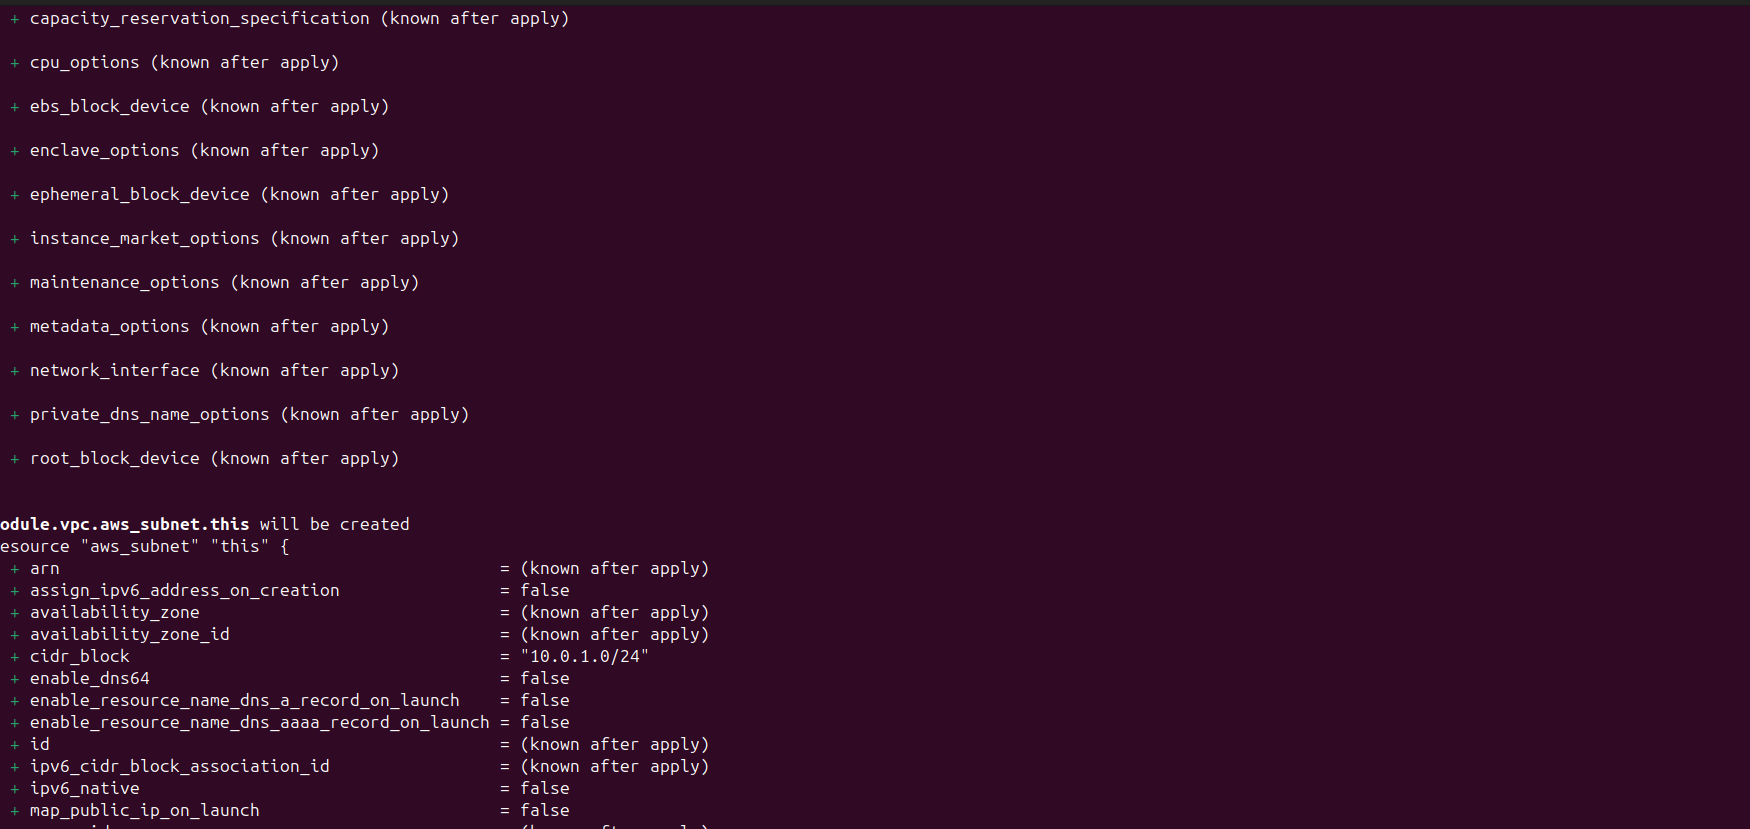 + capacity_reservation_specification (known after apply)
+ cpu_options (known after apply)
+ ebs_block_device (known after apply)
+ enclave_options (known after apply)
+ ephemeral_block_device (known after apply)
+ instance_market_options (known after apply)
+ maintenance_options (known after apply)
+ metadata_options (known after apply)
+ network_interface (known after apply)
+ private_dns_name_options (known after apply)
+ root_block_device (known after apply)
odule.vpc.aws_subnet.this will be created
esource "aws_subnet" "this" {
+ arn = (known after apply)
+ assign_ipv6_address_on_creation = false
+ availability_zone = (known after apply)
+ availability_zone_id = (known after apply)
+ cidr_block = "10.0.1.0/24"
+ enable_dns64 = false
+ enable_resource_name_dns_a_record_on_launch = false
+ enable_resource_name_dns_aaaa_record_on_launch = false
+ id = (known after apply)
+ ipv6_cidr_block_association_id = (known after apply)
+ ipv6_native = false
+ map_public_ip_on_launch = false